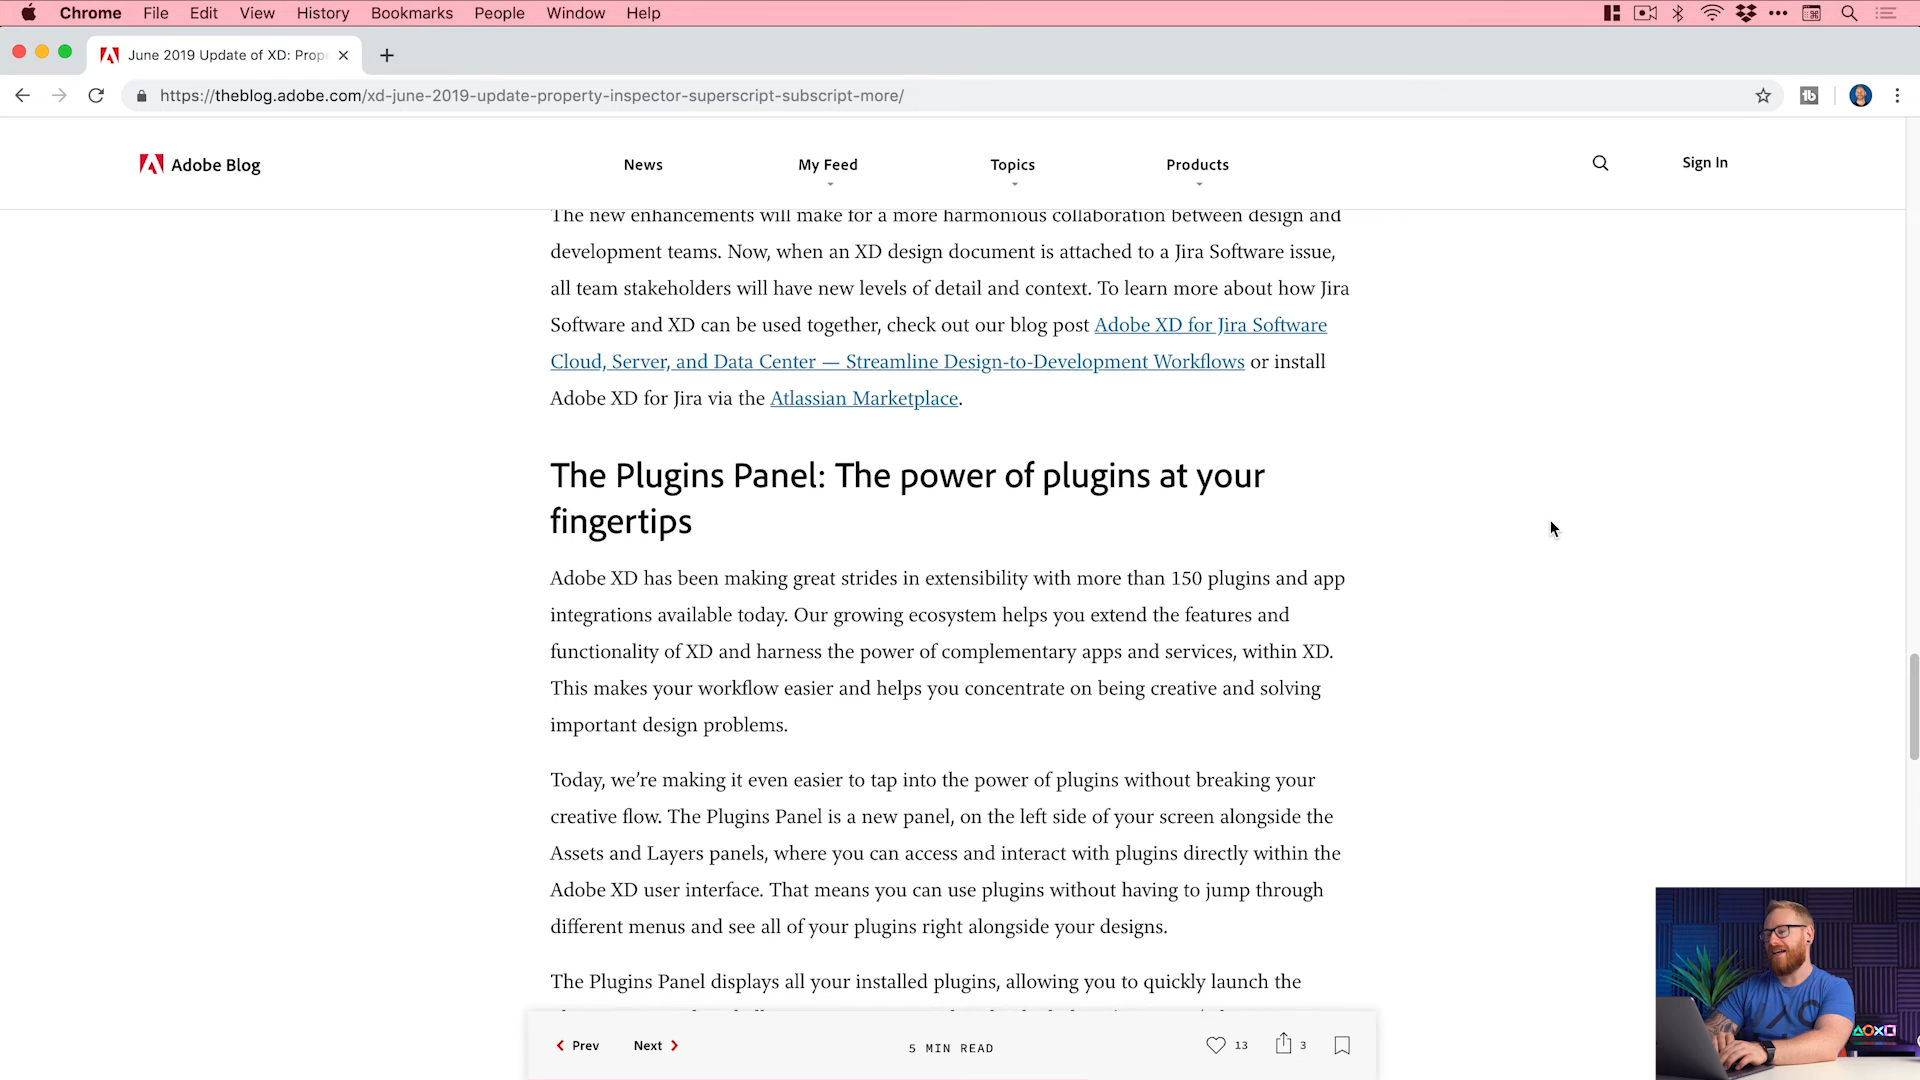 Chrome File Edit View History Bookmarks People Window Help
June 2019 Update of XD: Prop
https://theblog.adobe.com/xd-june-2019-update-property-inspector-superscript-subscript-more/
Adobe Blog News My Feed Topics Products Sign In
The new enhancements will make for a more harmonious collaboration between design and
development teams. Now, when an XD design document is attached to a Jira Software issue,
all team stakeholders will have new levels of detail and context. To learn more about how Jira
Software and XD can be used together, check out our blog post Adobe XD for Jira Software
Cloud, Server, and Data Center — Streamline Design-to-Development Workflows or install
Adobe XD for Jira via the Atlassian Marketplace.
The Plugins Panel: The power of plugins at your
fingertips
Adobe XD has been making great strides in extensibility with more than 150 plugins and app
integrations available today. Our growing ecosystem helps you extend the features and
functionality of XD and harness the power of complementary apps and services, within XD.
This makes your workflow easier and helps you concentrate on being creative and solving
important design problems.
Today, we’re making it even easier to tap into the power of plugins without breaking your
creative flow. The Plugins Panel is a new panel, on the left side of your screen alongside the
Assets and Layers panels, where you can access and interact with plugins directly within the
Adobe XD user interface. That means you can use plugins without having to jump through
different menus and see all of your plugins right alongside your designs.
The Plugins Panel displays all your installed plugins, allowing you to quickly launch the
Prev Next 5 MIN READ 13 3